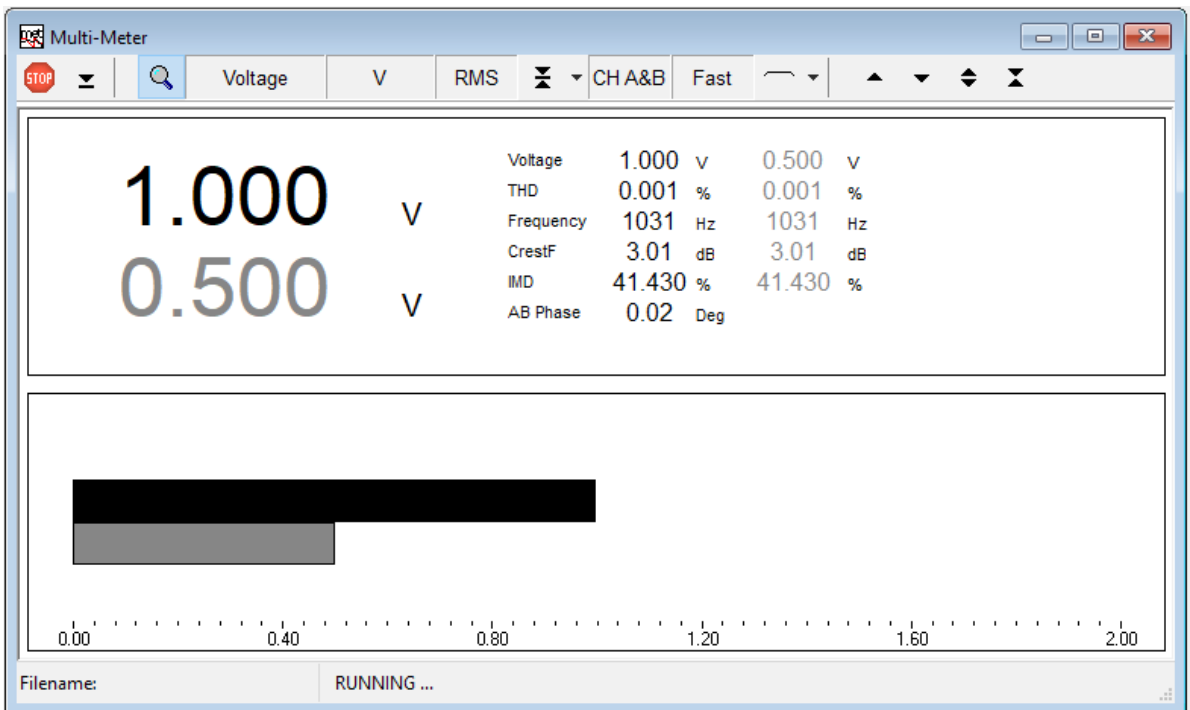 Multi-Meter
STOP Voltage V RMS CH A&B Fast
1.000 V
0.500 V
Voltage 1.000 V 0.500 V
THD 0.001 % 0.001 %
Frequency 1031 Hz 1031 Hz
CrestF 3.01 dB 3.01 dB
IMD 41.430 % 41.430 %
AB Phase 0.02 Deg
0.00 0.40 0.80 1.20 1.60 2.00
Filename: RUNNING ...